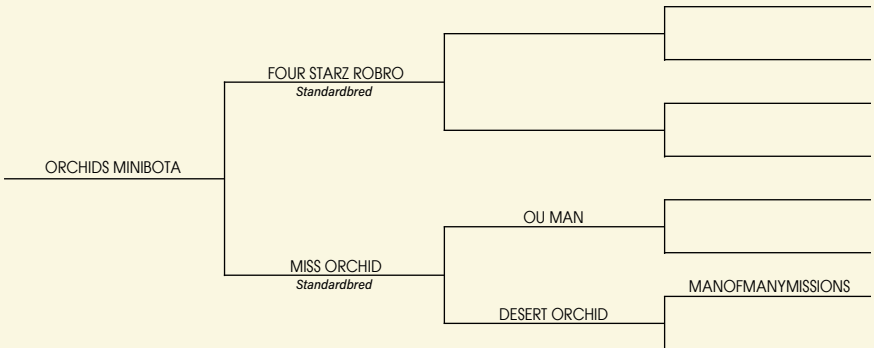 FOUR STARZ ROBRO
Standardbred
ORCHIDS MINIBOTA
OU MAN
MISS ORCHID
Standardbred
MANOFMANYMISSIONS
DESERT ORCHID